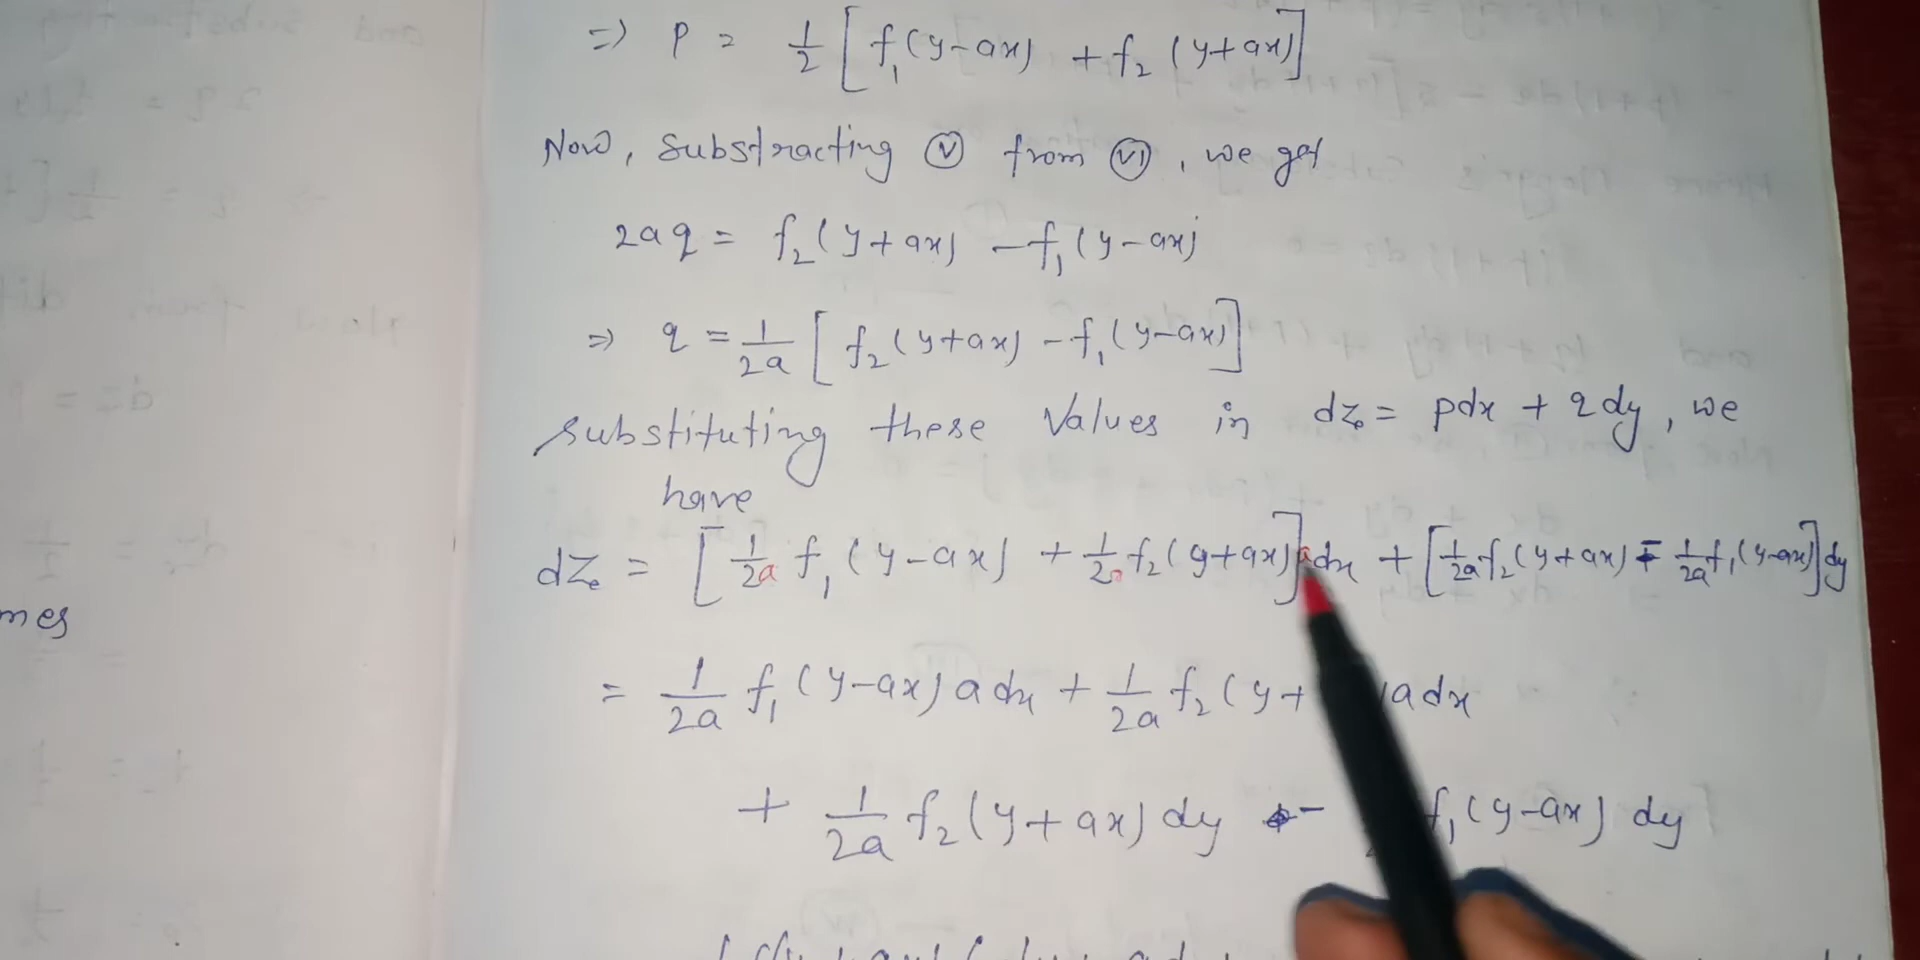 ⇒ p = 1/2 [f₁(y-ax) + f₂(y+ax)]
Now, Substracting Ⓥ from ⓥⓘ, we get
2aq = f₂(y+ax) - f₁(y-ax)
⇒ q = 1/2a [f₂(y+ax) - f₁(y-ax)]
substituting these values in dz = pdx + qdy, we
have
dz = [1/2a f₁(y-ax) + 1/2a f₂(y+ax)] adx + [1/2a f₂(y+ax) - 1/2a f₁(y-ax)] dy
mes
= 1/2a f₁(y-ax) adx + 1/2a f₂(y+ adx
+ 1/2a f₂(y+ax) dy - f₁(y-ax) dy